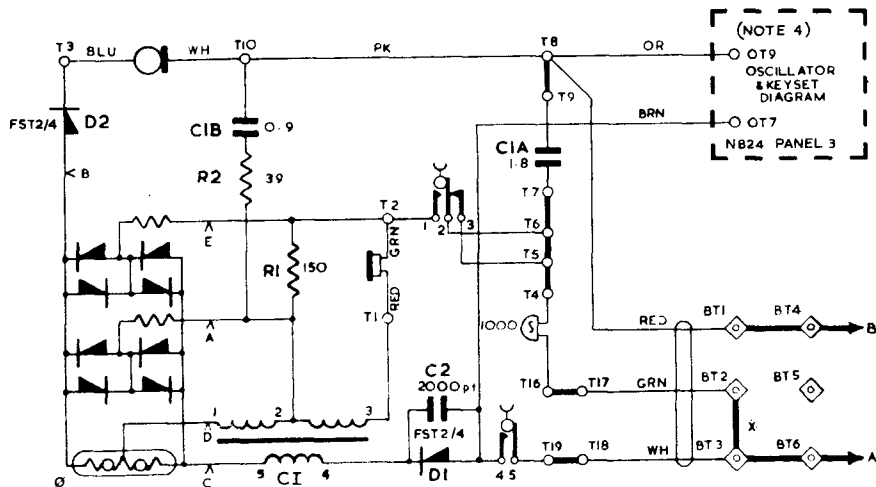 (NOTE 4)
T3 BLU WH T10 PK T8 OR OT9
OSCILLATOR
& KEYSET
DIAGRAM
T9
BRN OT7
N824 PANEL 3
FST2/4 D2
C1B 0.9
C1A
1.8
B
R2 39
T7
T2
1 2 3 T6
E
GRN
R1 150
T5
T4
RED
A
T1
1000 S
RED BT1 BT4 B
C2
2000pf
T16 T17 GRN BT2 BT5
1 2 3
D
FST2/4
X
Ø C 5 CI 4 D1 4 5 T19 T18 WH BT3 BT6 A